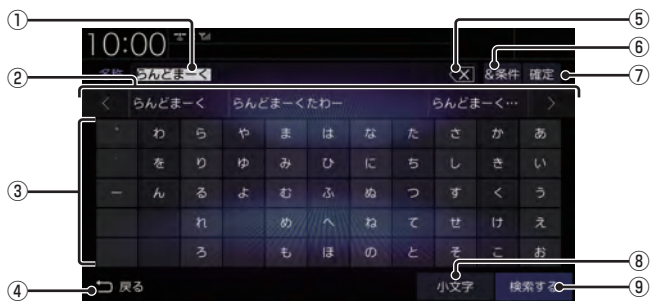 ① ⑤
⑥
10:00
② 名称 らんどまーく &条件 確定 ⑦
< らんどまーく らんどまーくたわー らんどまーく… >
゛ わ ら や ま は な た さ か あ
を り ゆ み ひ に ち し き い
③ ー ん る よ む ふ ぬ つ す く う
れ め へ ね て せ け え
ろ も ほ の と そ こ お
⑧
④ 戻る 小文字 検索する ⑨